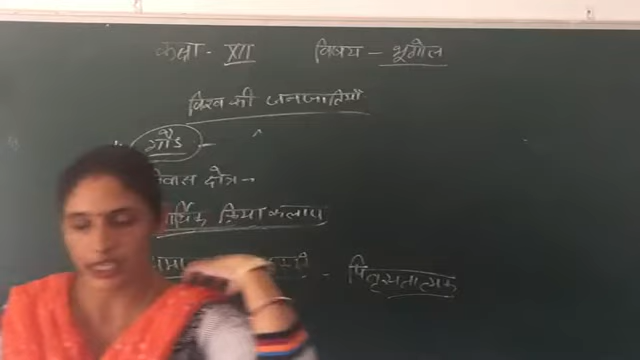 कक्षा - XII विषय - भूगोल
विश्व की जनजातियाँ
गौंड -
क्षेत्र -
क्रिया कलाप
- पितृसतात्मक